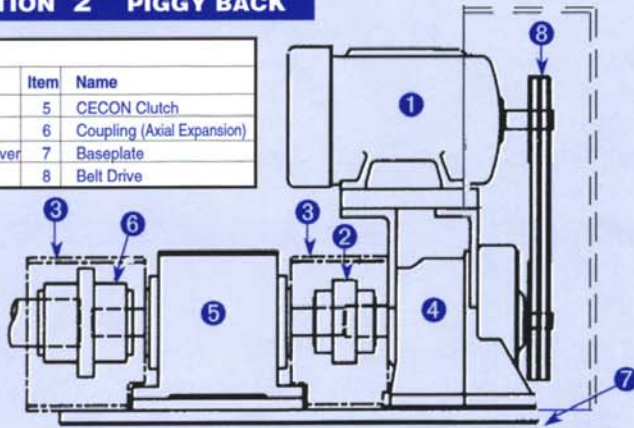 TION 2 PIGGY BACK
Item Name
5 CECON Clutch
6 Coupling (Axial Expansion)
ver 7 Baseplate
8 Belt Drive
8
1
3
6
3
2
5
4
7